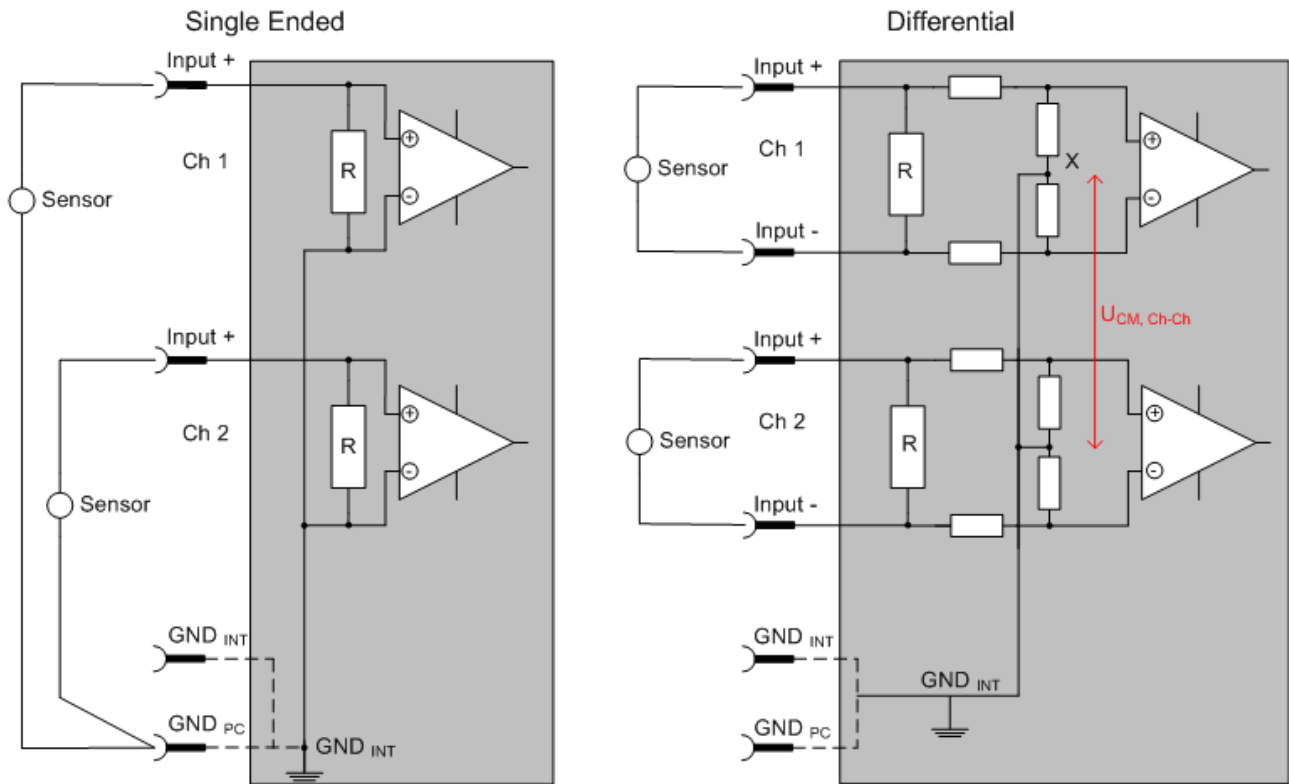 Single Ended
Input +
Ch 1
R
+
-
Sensor
Input +
Ch 2
R
+
-
Sensor
GND INT
GND PC
GND INT
Differential
Input +
Ch 1
Sensor
R
X
+
-
Input -
U CM, Ch-Ch
Input +
Ch 2
Sensor
R
+
-
Input -
GND INT
GND INT
GND PC